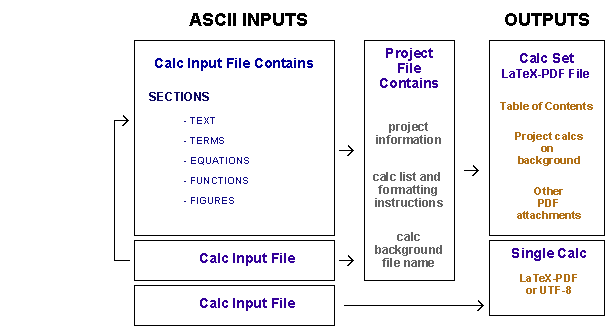 ASCII INPUTS
OUTPUTS
Calc Input File Contains
SECTIONS
- TEXT
- TERMS
- EQUATIONS
- FUNCTIONS
- FIGURES
Calc Input File
Calc Input File
Project
File
Contains
project
information
calc list and
formatting
instructions
calc
background
file name
Calc Set
LaTeX-PDF File
Table of Contents
Project calcs
on
background
Other
PDF
attachments
Single Calc
LaTeX-PDF
or UTF-8